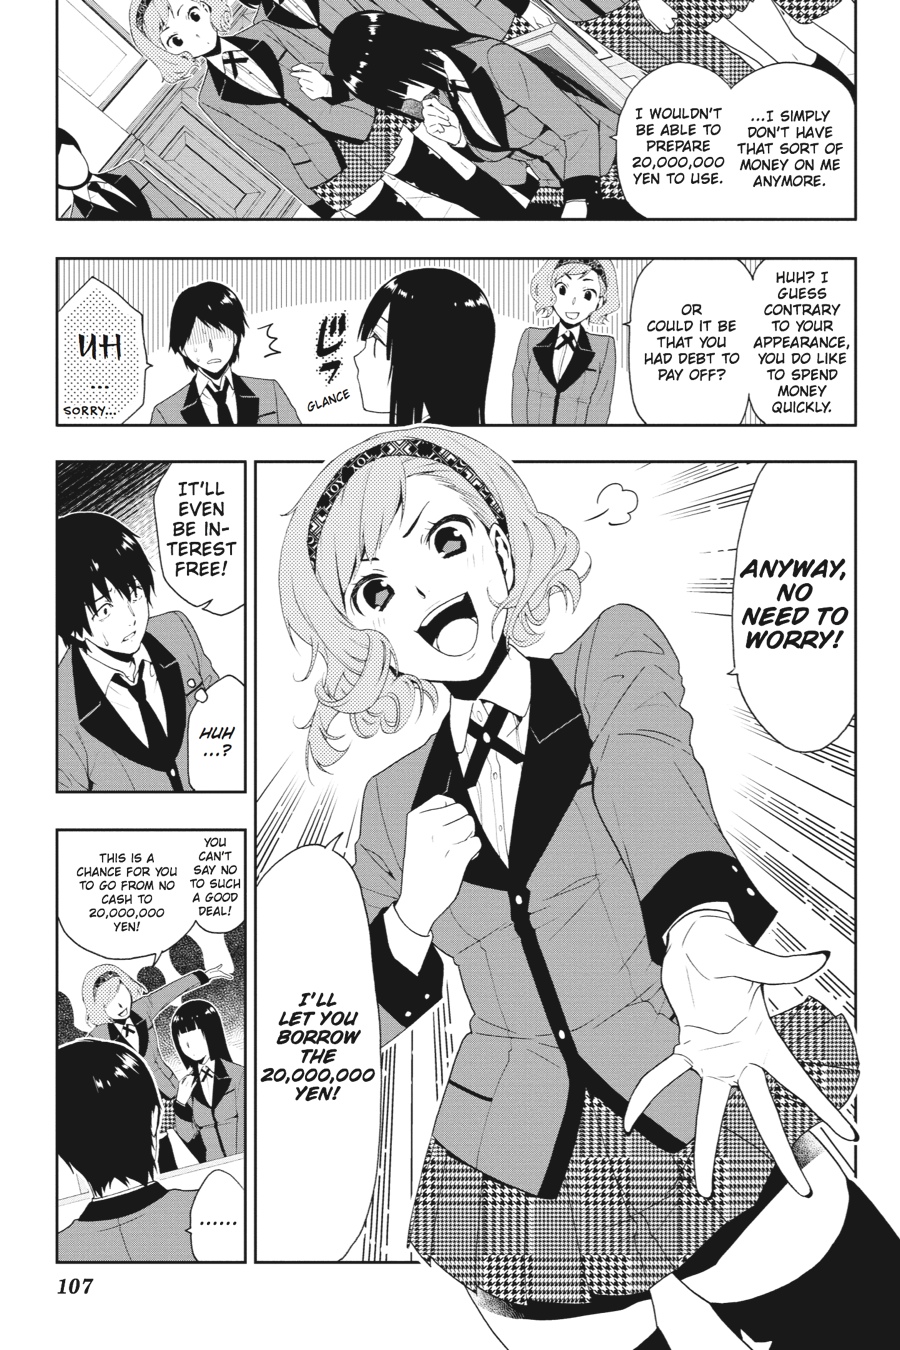 ...I SIMPLY
DON'T HAVE
THAT SORT OF
MONEY ON ME
ANYMORE.
I WOULDN'T
BE ABLE TO
PREPARE
20,000,000
YEN TO USE.
HUH? I
GUESS
CONTRARY
TO YOUR
APPEARANCE,
YOU DO LIKE
TO SPEND
MONEY
QUICKLY.
OR
COULD IT BE
THAT YOU
HAD DEBT TO
PAY OFF?
じっ
GLANCE
UH
...
SORRY...
ANYWAY,
NO
NEED TO
WORRY!
I'LL
LET YOU
BORROW
THE
20,000,000
YEN!
IT'LL
EVEN
BE IN-
TEREST
FREE!
HUH
...?
YOU
CAN'T
SAY NO
TO SUCH
A GOOD
DEAL!
THIS IS A
CHANCE FOR YOU
TO GO FROM NO
CASH TO
20,000,000
YEN!
......
107